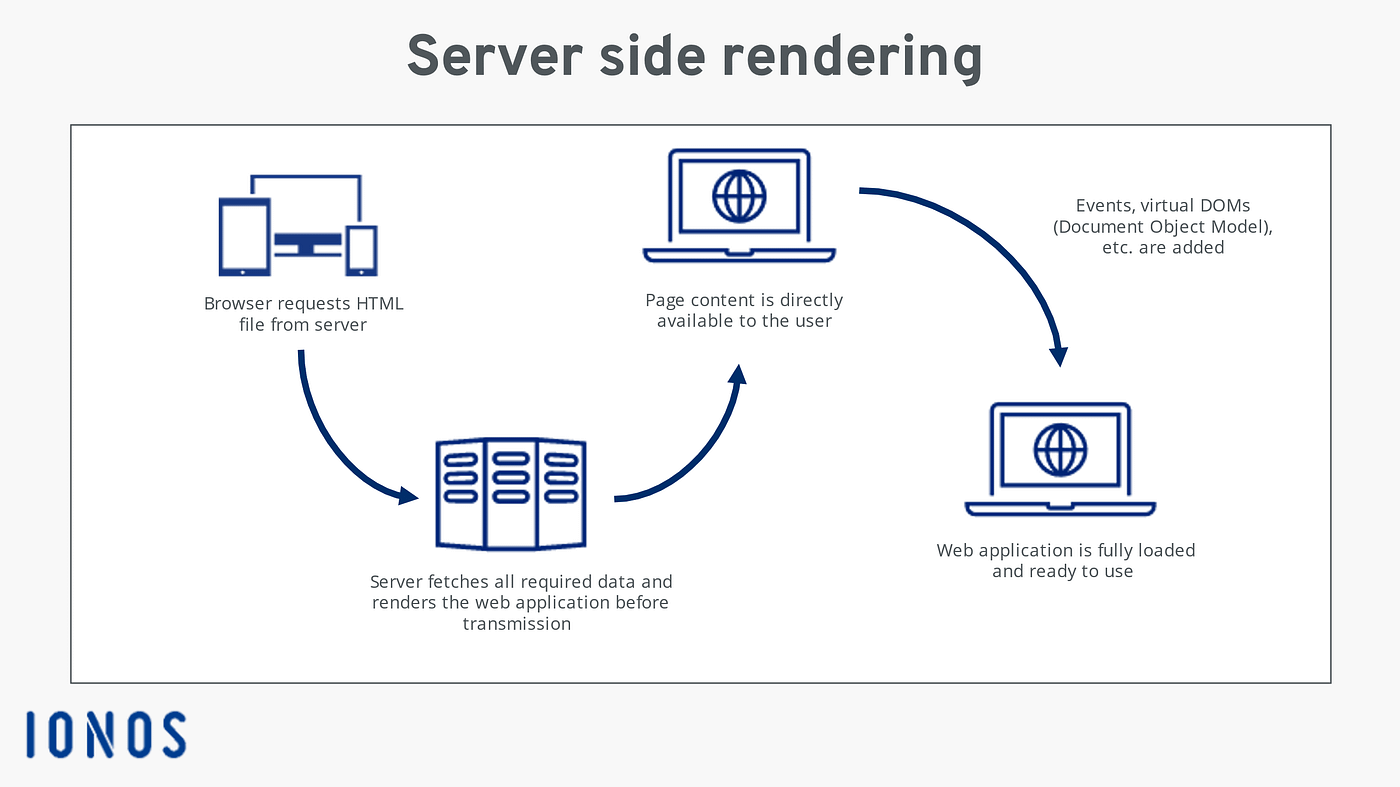 Server side rendering
Browser requests HTML
file from server
Server fetches all required data and
renders the web application before
transmission
Page content is directly
available to the user
Events, virtual DOMs
(Document Object Model),
etc. are added
Web application is fully loaded
and ready to use
IONOS